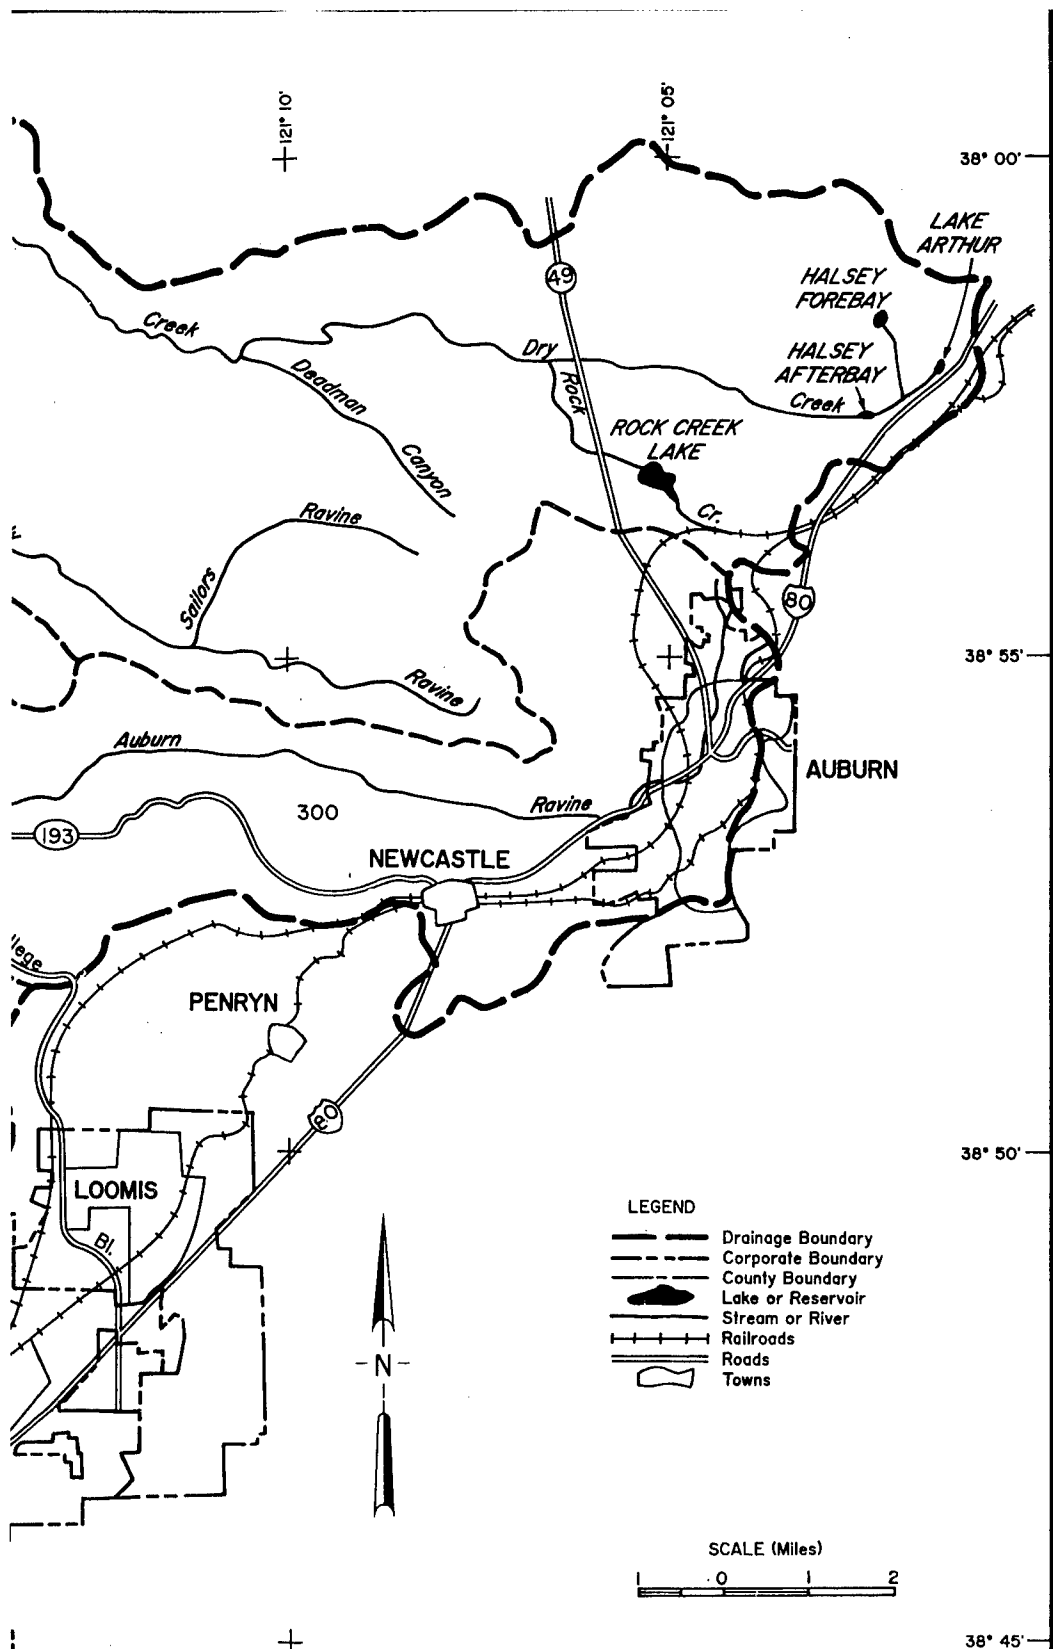 121° 10'
121° 05'
38° 00'
LAKE
ARTHUR
HALSEY
FOREBAY
49
Creek
Dry
HALSEY
AFTERBAY
Deadman
Rock
Creek
ROCK CREEK
LAKE
Canyon
Ravine
Cr.
Sailors
80
38° 55'
Ravine
Auburn
AUBURN
300
Ravine
193
NEWCASTLE
llege
PENRYN
80
38° 50'
LOOMIS
Bl.
LEGEND
Drainage Boundary
Corporate Boundary
County Boundary
Lake or Reservoir
Stream or River
Railroads
Roads
Towns
-N-
SCALE (Miles)
1 0 1 2
38° 45'